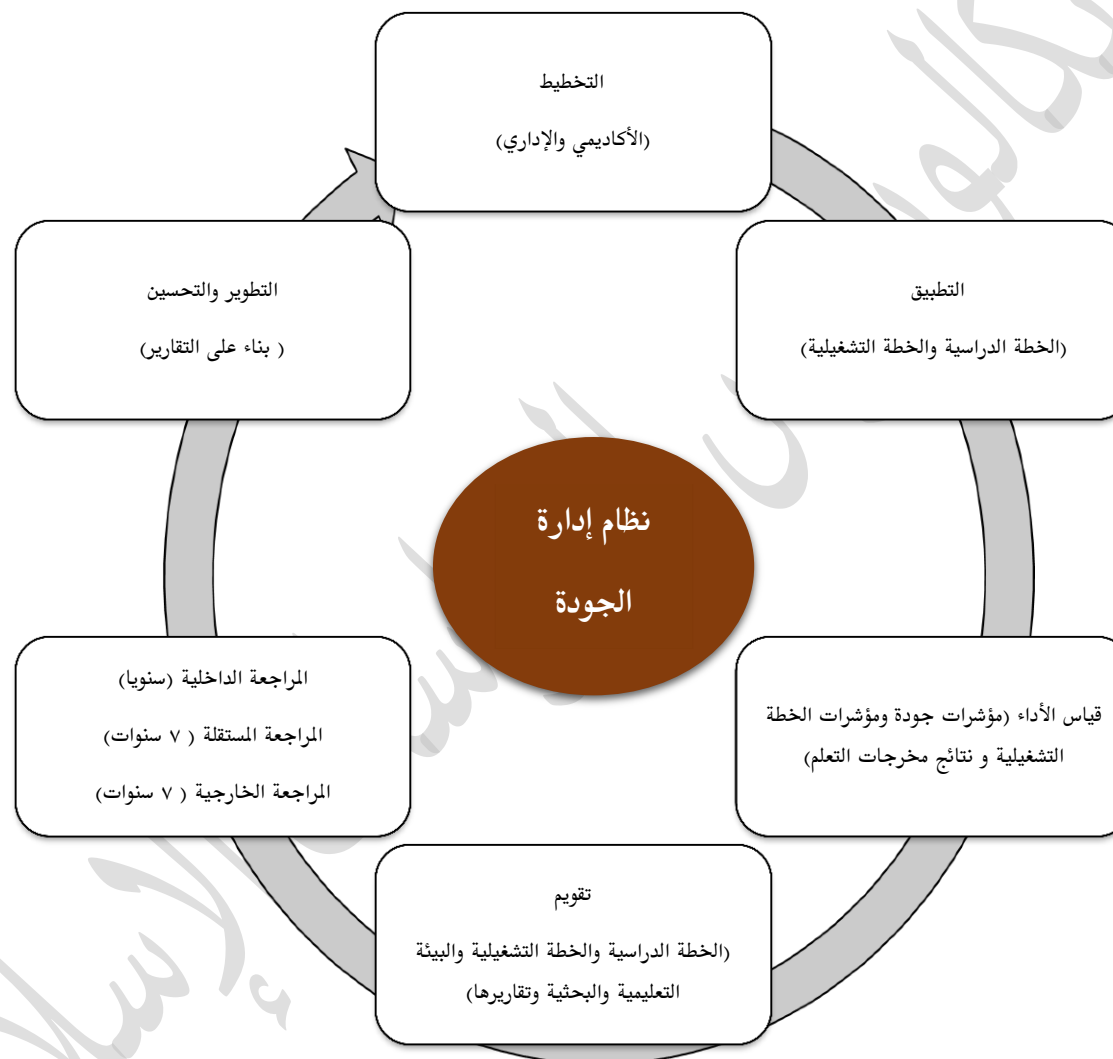 التخطيط
(الأكاديمي والإداري)
التطبيق
(الخطة الدراسية والخطة التشغيلية)
قياس الأداء (مؤشرات جودة ومؤشرات الخطة
التشغيلية و نتائج مخرجات التعلم)
تقويم
(الخطة الدراسية والخطة التشغيلية والبيئة
التعليمية والبحثية وتقاريرها)
المراجعة الداخلية (سنويا)
المراجعة المستقلة ( ٧ سنوات)
المراجعة الخارجية ( ٧ سنوات)
التطوير والتحسين
( بناء على التقارير)
نظام إدارة
الجودة